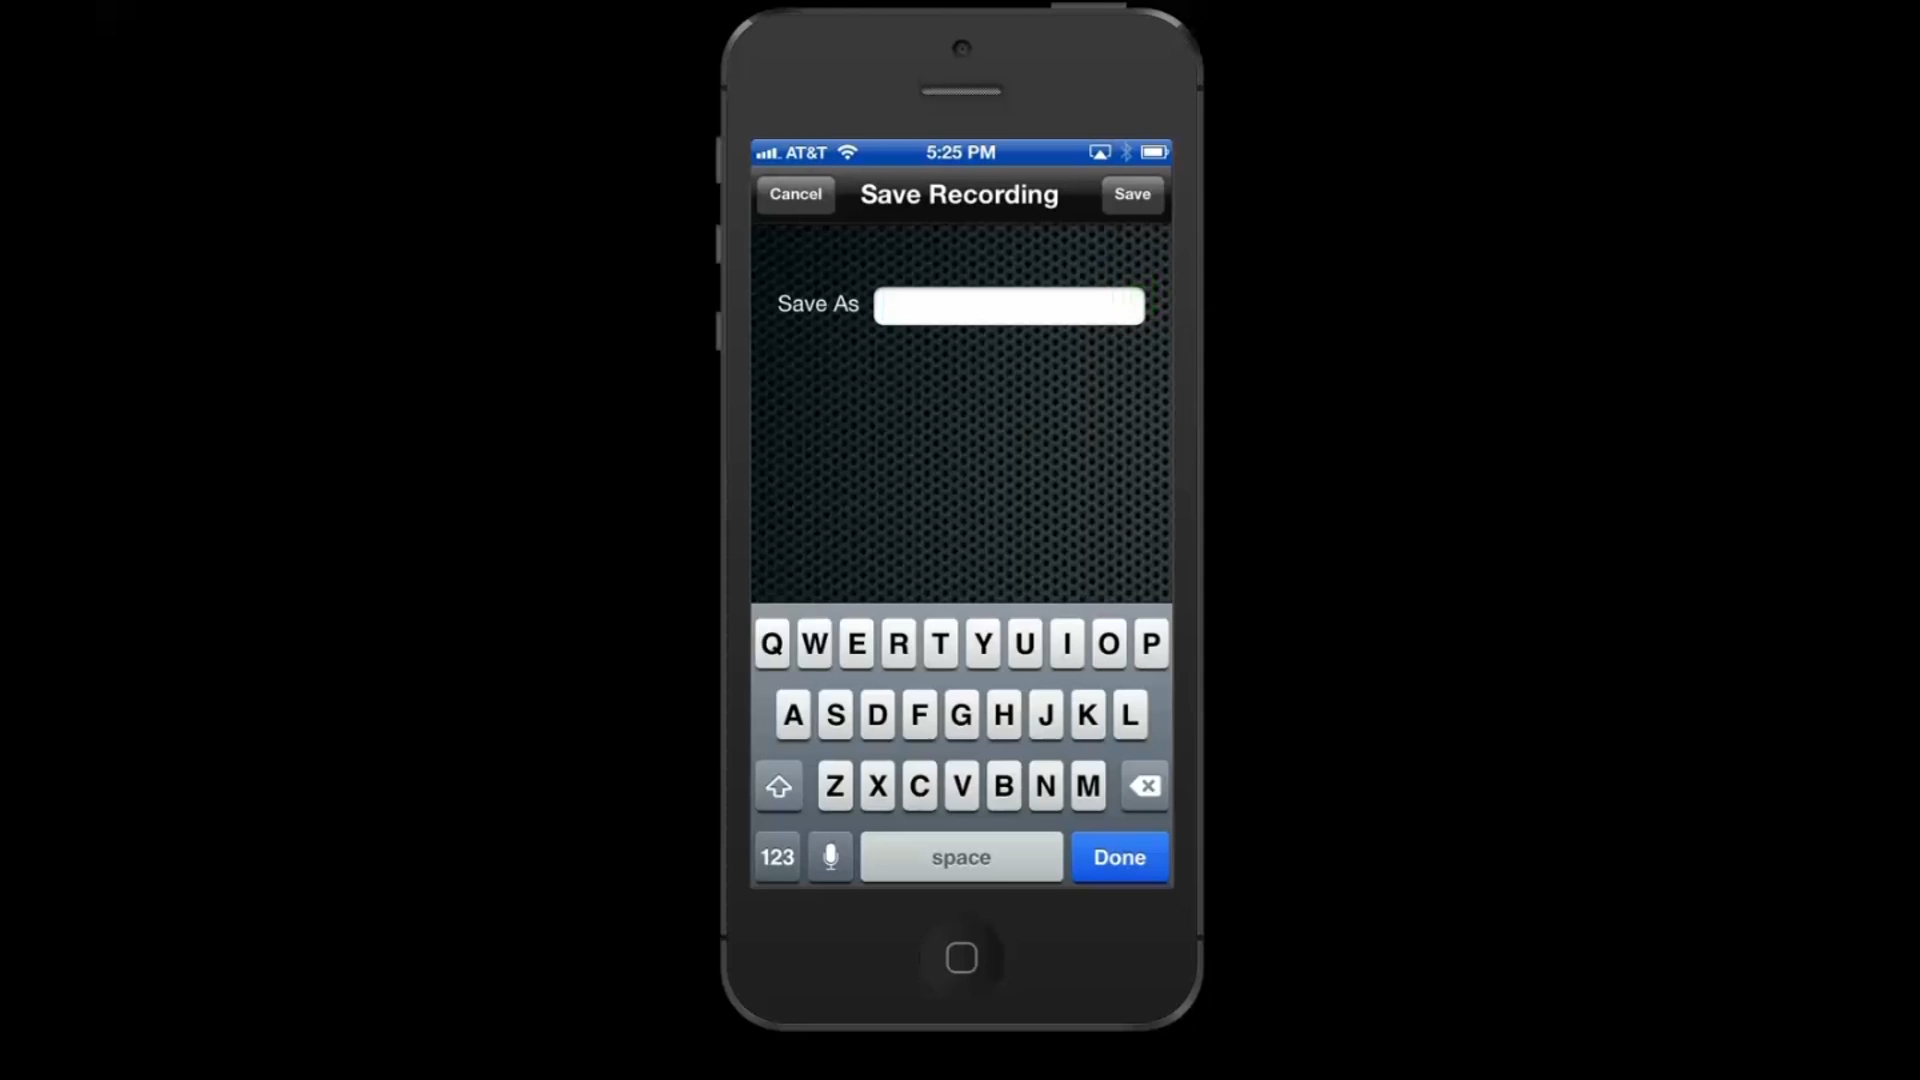 AT&T 5:25 PM
Cancel Save Recording Save
Save As
Q W E R T Y U I O P
A S D F G H J K L
Z X C V B N M
123 space Done